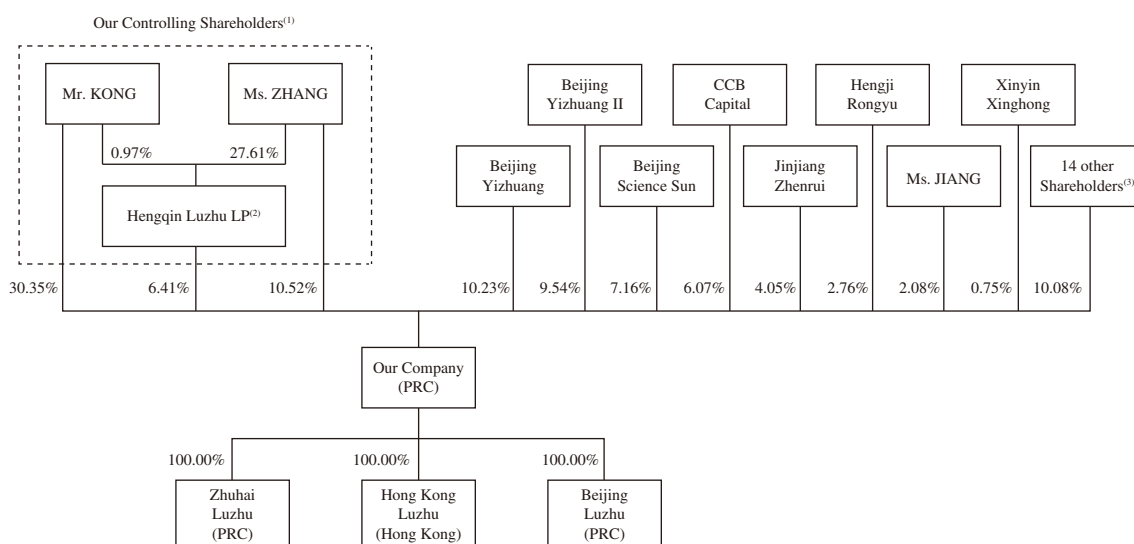 Our Controlling Shareholders(1)
Mr. KONG
Ms. ZHANG
Beijing
Yizhuang II
CCB
Capital
Hengji
Rongyu
Xinyin
Xinghong
0.97%
27.61%
Beijing
Yizhuang
Beijing
Science Sun
Jinjiang
Zhenrui
Ms. JIANG
14 other
Shareholders(3)
Hengqin Luzhu LP(2)
30.35%
6.41%
10.52%
10.23%
9.54%
7.16%
6.07%
4.05%
2.76%
2.08%
0.75%
10.08%
Our Company
(PRC)
100.00%
100.00%
100.00%
Zhuhai
Luzhu
(PRC)
Hong Kong
Luzhu
(Hong Kong)
Beijing
Luzhu
(PRC)